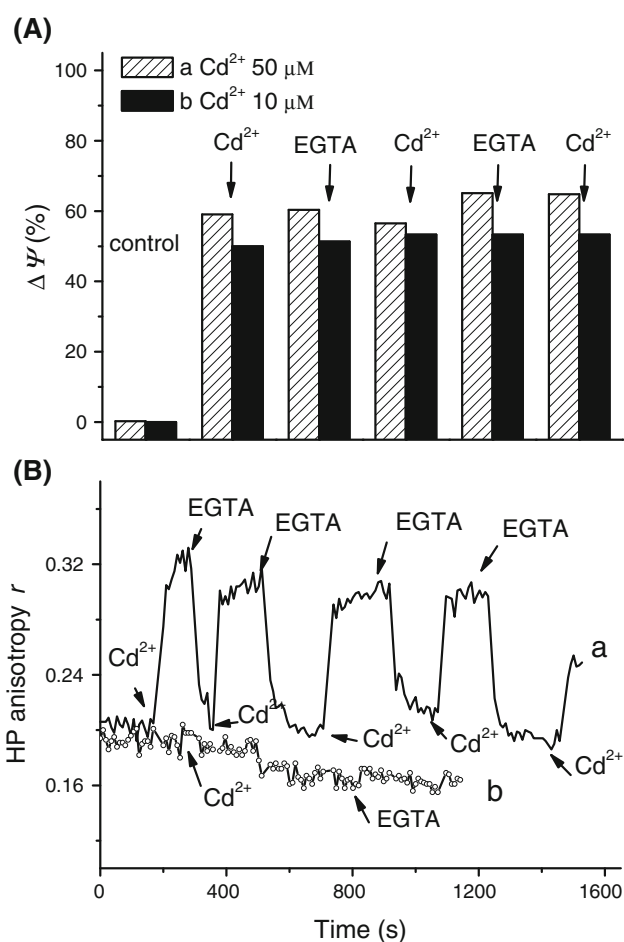 (A)
100
80
60
40
20
0
Δ Ψ (%)
a Cd²⁺ 50 μM
b Cd²⁺ 10 μM
control
Cd²⁺
EGTA
Cd²⁺
EGTA
Cd²⁺
(B)
HP anisotropy r
0.32
0.24
0.16
EGTA
EGTA
EGTA
EGTA
Cd²⁺
Cd²⁺
Cd²⁺
Cd²⁺
Cd²⁺
a
Cd²⁺
EGTA
b
0
400
800
1200
1600
Time (s)